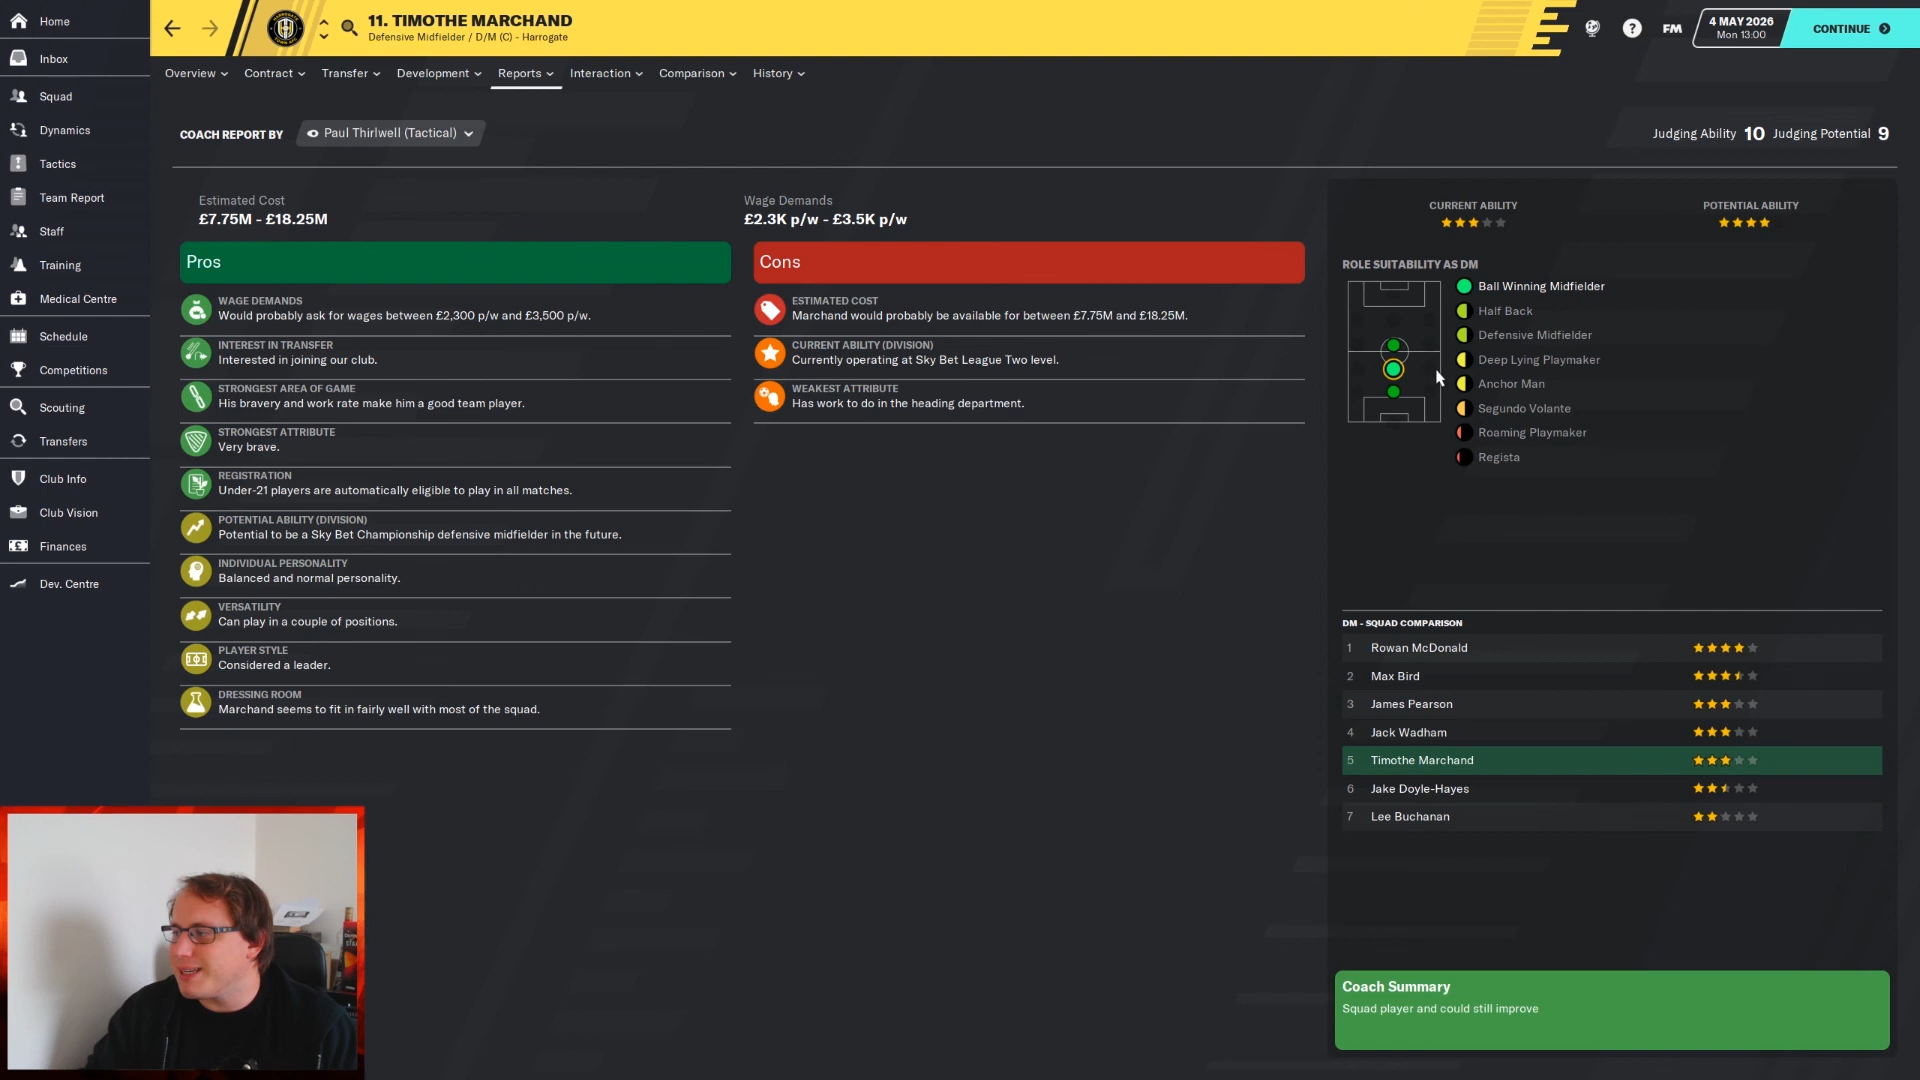 Home
Inbox
Squad
Dynamics
Tactics
Team Report
Staff
Training
Medical Centre
Schedule
Competitions
Scouting
Transfers
Club Info
Club Vision
Finances
Dev. Centre
11. TIMOTHE MARCHAND
Defensive Midfielder / D/M (C) - Harrogate
FM
4 MAY 2026
Mon 13:00
CONTINUE
Overview Contract Transfer Development Reports Interaction Comparison History
COACH REPORT BY Paul Thirlwell (Tactical)
Judging Ability 10 Judging Potential 9
Estimated Cost
£7.75M - £18.25M
Wage Demands
£2.3K p/w - £3.5K p/w
Pros
WAGE DEMANDS
Would probably ask for wages between £2,300 p/w and £3,500 p/w.
INTEREST IN TRANSFER
Interested in joining our club.
STRONGEST AREA OF GAME
His bravery and work rate make him a good team player.
STRONGEST ATTRIBUTE
Very brave.
REGISTRATION
Under-21 players are automatically eligible to play in all matches.
POTENTIAL ABILITY (DIVISION)
Potential to be a Sky Bet Championship defensive midfielder in the future.
INDIVIDUAL PERSONALITY
Balanced and normal personality.
VERSATILITY
Can play in a couple of positions.
PLAYER STYLE
Considered a leader.
DRESSING ROOM
Marchand seems to fit in fairly well with most of the squad.
Cons
ESTIMATED COST
Marchand would probably be available for between £7.75M and £18.25M.
CURRENT ABILITY (DIVISION)
Currently operating at Sky Bet League Two level.
WEAKEST ATTRIBUTE
Has work to do in the heading department.
CURRENT ABILITY
POTENTIAL ABILITY
ROLE SUITABILITY AS DM
Ball Winning Midfielder
Half Back
Defensive Midfielder
Deep Lying Playmaker
Anchor Man
Segundo Volante
Roaming Playmaker
Regista
DM - SQUAD COMPARISON
1 Rowan McDonald
2 Max Bird
3 James Pearson
4 Jack Wadham
5 Timothe Marchand
6 Jake Doyle-Hayes
7 Lee Buchanan
Coach Summary
Squad player and could still improve